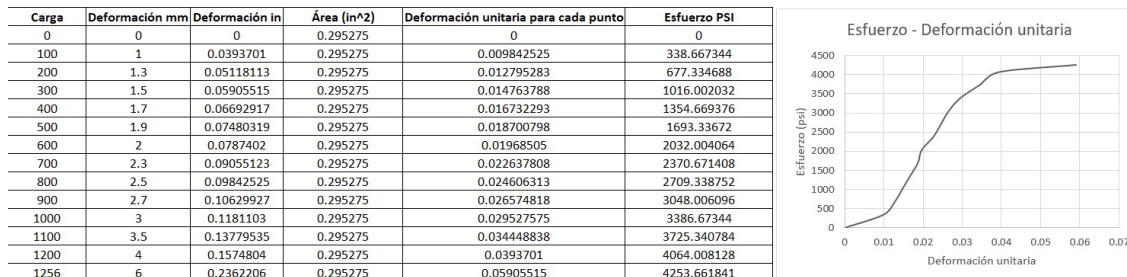 Carga Deformación mm Deformación in Área (in^2) Deformación unitaria para cada punto Esfuerzo PSI
0 0 0 0.295275 0 0
100 1 0.0393701 0.295275 0.009842525 338.667344
200 1.3 0.05118113 0.295275 0.012795283 677.334688
300 1.5 0.05905515 0.295275 0.014763788 1016.002032
400 1.7 0.06692917 0.295275 0.016732293 1354.669376
500 1.9 0.07480319 0.295275 0.018700798 1693.33672
600 2 0.0787402 0.295275 0.01968505 2032.004064
700 2.3 0.09055123 0.295275 0.022637808 2370.671408
800 2.5 0.09842525 0.295275 0.024606313 2709.338752
900 2.7 0.10629927 0.295275 0.026574818 3048.006096
1000 3 0.1181103 0.295275 0.029527575 3386.67344
1100 3.5 0.13779535 0.295275 0.034448838 3725.340784
1200 4 0.1574804 0.295275 0.0393701 4064.008128
1256 6 0.2362206 0.295275 0.05905515 4253.661841
Esfuerzo - Deformación unitaria
Esfuerzo (psi)
4500
4000
3500
3000
2500
2000
1500
1000
500
0
0 0.01 0.02 0.03 0.04 0.05 0.06 0.07
Deformación unitaria